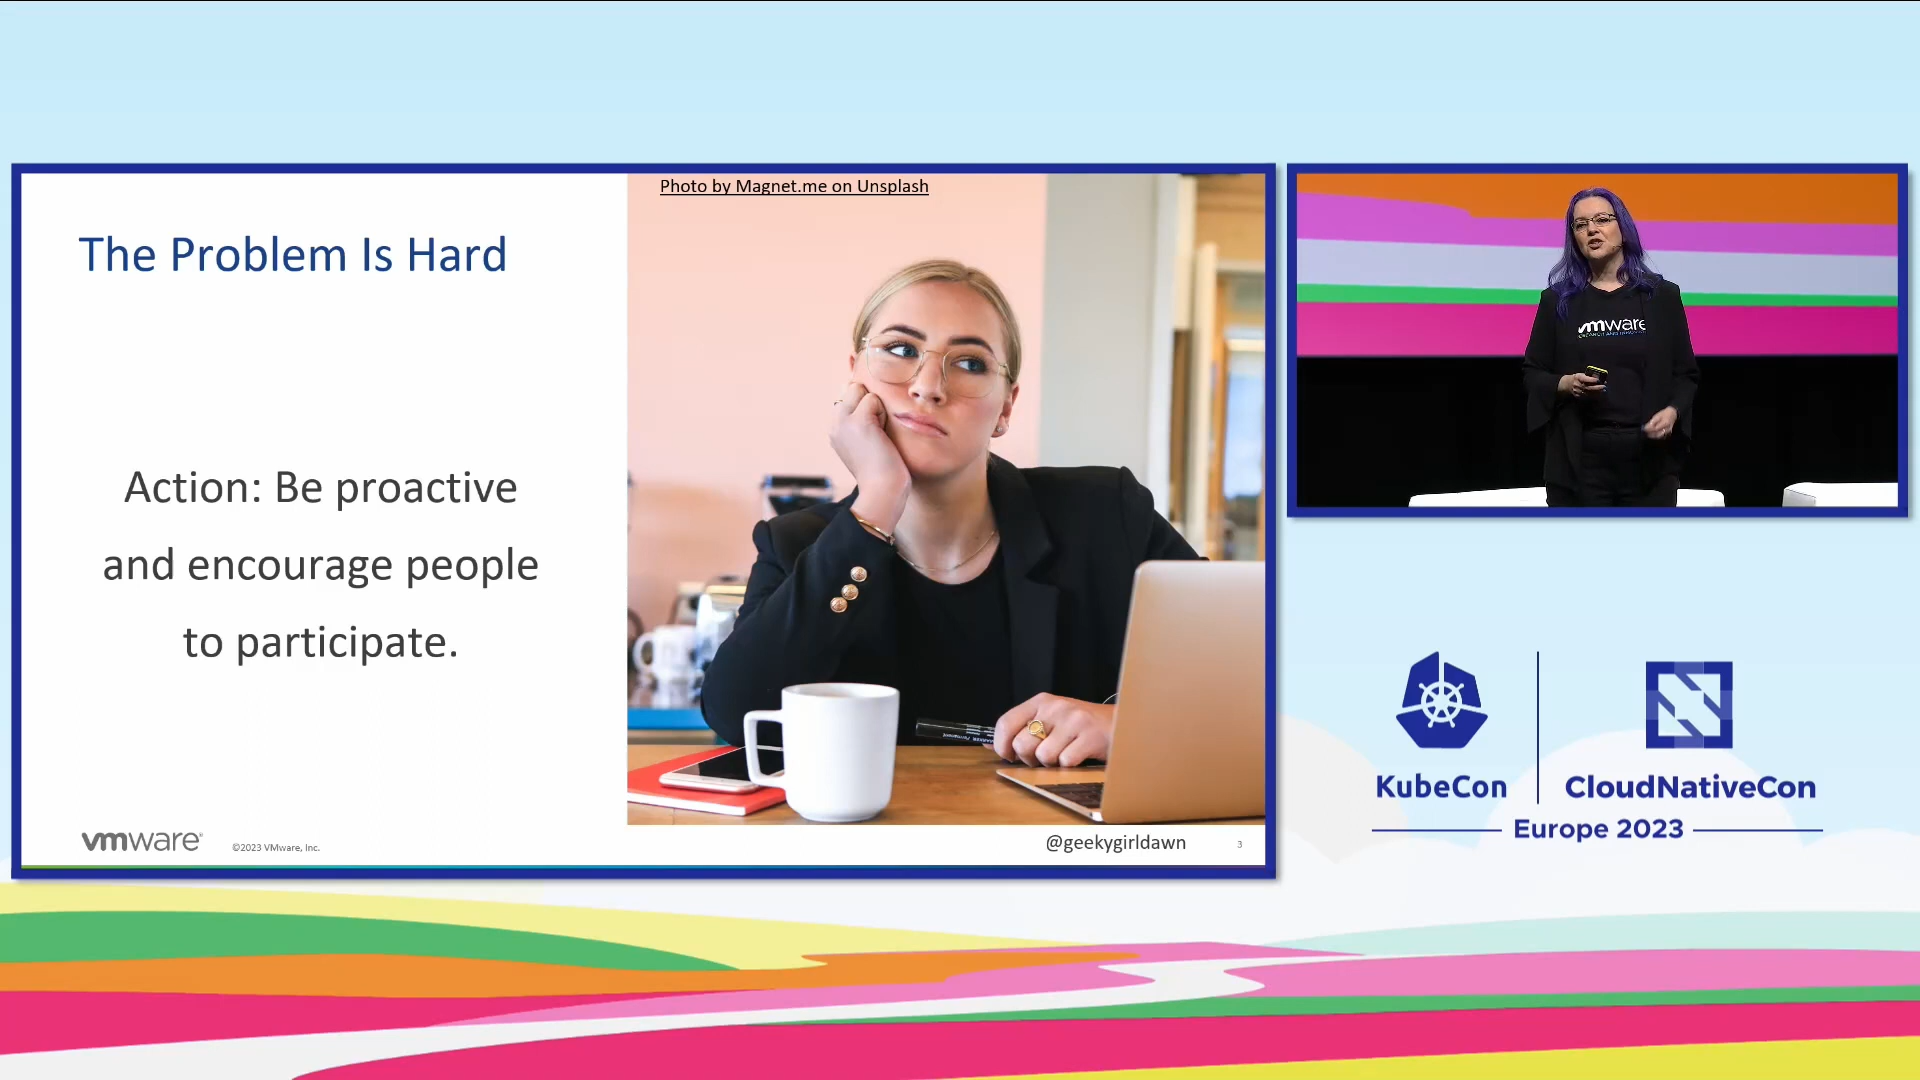 Photo by Magnet.me on Unsplash
The Problem Is Hard
Action: Be proactive
and encourage people
to participate.
vmware®
©2023 VMware, Inc.
@geekygirldawn
3
vmware
KubeCon
CloudNativeCon
Europe 2023